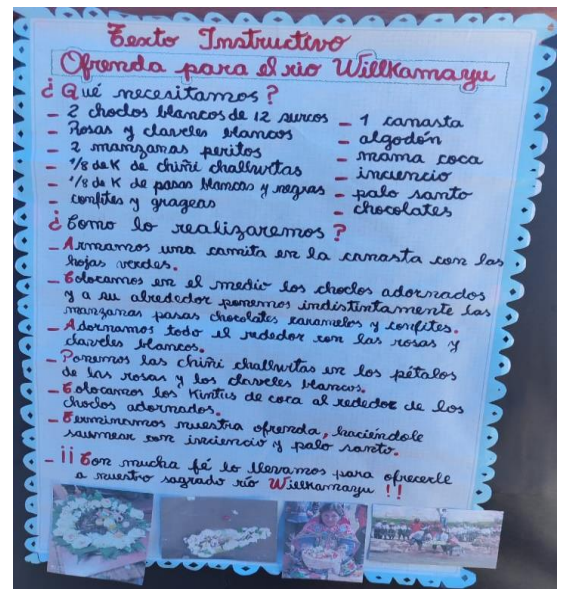 Texto Instructivo
Ofrenda para el rio Willkamayu
¿Qué necesitamos?
- 2 choclos blancos de 12 surcos
- Rosas y claveles blancos
- 2 manzanas peritos
- 1/8 de K de chiñi challwitas
- 1/8 de K de pasas blancas y negras
- confites y grageas
- 1 canasta
- algodón
- mama coca
- inciencio
- palo santo
- chocolates
¿Como lo realizaremos?
- Armamos una camita en la canasta con las
hojas verdes.
- Colocamos en el medio los choclos adornados
y a su alrededor ponemos indistintamente las
manzanas pasas chocolates caramelos y confites.
- Adornamos todo el rededor con las rosas y
claveles blancos.
- Ponemos las chiñi challwitas en los pétalos
de las rosas y los claveles blancos.
- Colocamos los Kintus de coca al rededor de los
choclos adornados.
- Terminamos nuestra ofrenda, haciéndole
saumear con inciencio y palo santo.
- ¡¡Con mucha fé lo llevamos para ofrecerle
a nuestro sagrado río Willkamayu!!